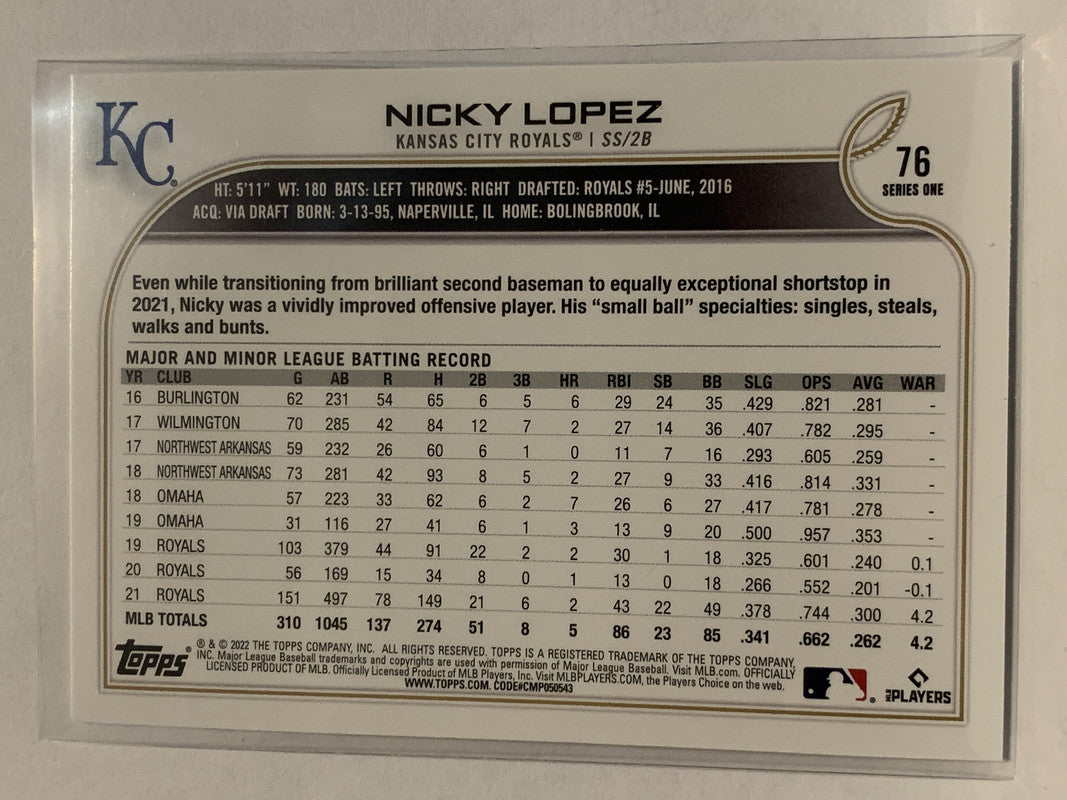 KC
NICKY LOPEZ
KANSAS CITY ROYALS® | SS/2B
76
SERIES ONE
HT: 5'11" WT: 180 BATS: LEFT THROWS: RIGHT DRAFTED: ROYALS #5-JUNE, 2016
ACQ: VIA DRAFT BORN: 3-13-95, NAPERVILLE, IL HOME: BOLINGBROOK, IL
Even while transitioning from brilliant second baseman to equally exceptional shortstop in
2021, Nicky was a vividly improved offensive player. His “small ball” specialties: singles, steals,
walks and bunts.
MAJOR AND MINOR LEAGUE BATTING RECORD
YR CLUB G AB R H 2B 3B HR RBI SB BB SLG OPS AVG WAR
16 BURLINGTON 62 231 54 65 6 5 6 29 24 35 .429 .821 .281 -
17 WILMINGTON 70 285 42 84 12 7 2 27 14 36 .407 .782 .295 -
17 NORTHWEST ARKANSAS 59 232 26 60 6 1 0 11 7 16 .293 .605 .259 -
18 NORTHWEST ARKANSAS 73 281 42 93 8 5 2 27 9 33 .416 .814 .331 -
18 OMAHA 57 223 33 62 6 2 7 26 6 27 .417 .781 .278 -
19 OMAHA 31 116 27 41 6 1 3 13 9 20 .500 .957 .353 -
19 ROYALS 103 379 44 91 22 2 2 30 1 18 .325 .601 .240 0.1
20 ROYALS 56 169 15 34 8 0 1 13 0 18 .266 .552 .201 -0.1
21 ROYALS 151 497 78 149 21 6 2 43 22 49 .378 .744 .300 4.2
MLB TOTALS 310 1045 137 274 51 8 5 86 23 85 .341 .662 .262 4.2
topps®
® & © 2022 THE TOPPS COMPANY, INC. ALL RIGHTS RESERVED. TOPPS IS A REGISTERED TRADEMARK OF THE TOPPS COMPANY,
INC. Major League Baseball trademarks and copyrights are used with permission of Major League Baseball. Visit MLB.com. OFFICIALLY
LICENSED PRODUCT OF MLB. Officially Licensed Product of MLB Players, Inc. Visit MLBPLAYERS.COM, the Players Choice on the web.
WWW.TOPPS.COM. CODE#CMP050543
MLB PLAYERS